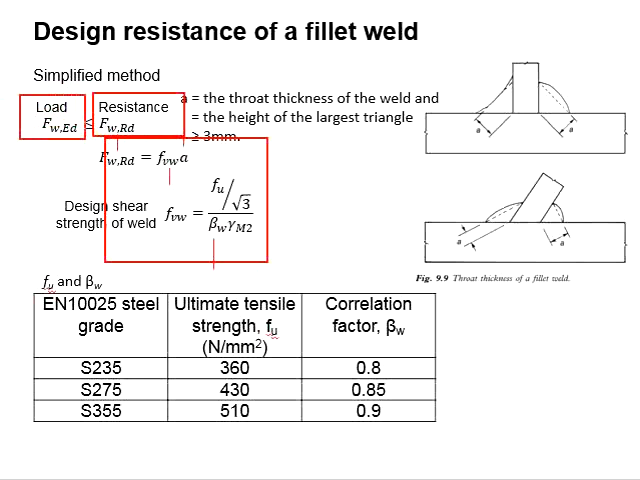 Design resistance of a fillet weld
Simplified method
Load
F_w,Ed ≤
Resistance
F_w,Rd
a = the throat thickness of the weld and
= the height of the largest triangle
≥ 3mm.
F_w,Rd = f_vw a
Design shear
strength of weld
f_vw = (f_u/√3)/(β_w γ_M2)
a
a
a
a
Fig. 9.9 Throat thickness of a fillet weld.
f_u and β_w
EN10025 steel grade
Ultimate tensile strength, f_u (N/mm²)
Correlation factor, β_w
S235 360 0.8
S275 430 0.85
S355 510 0.9